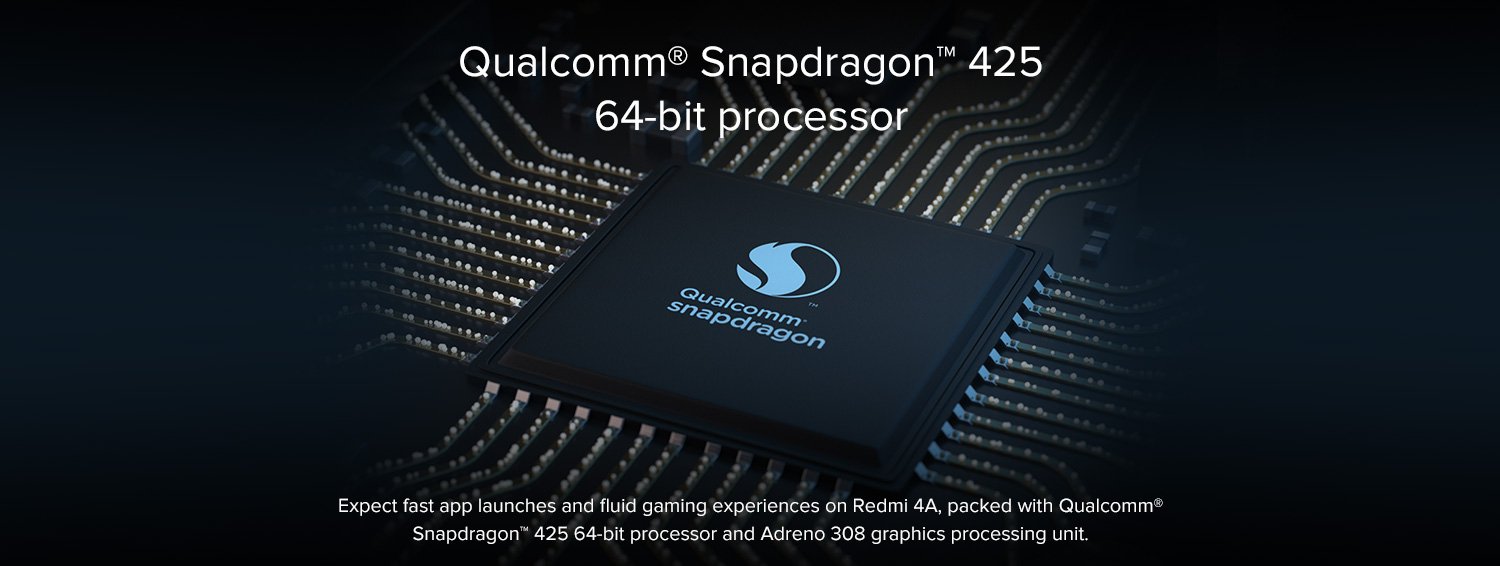 Qualcomm® Snapdragon™ 425
64-bit processor
Qualcomm™
snapdragon
Expect fast app launches and fluid gaming experiences on Redmi 4A, packed with Qualcomm®
Snapdragon™ 425 64-bit processor and Adreno 308 graphics processing unit.